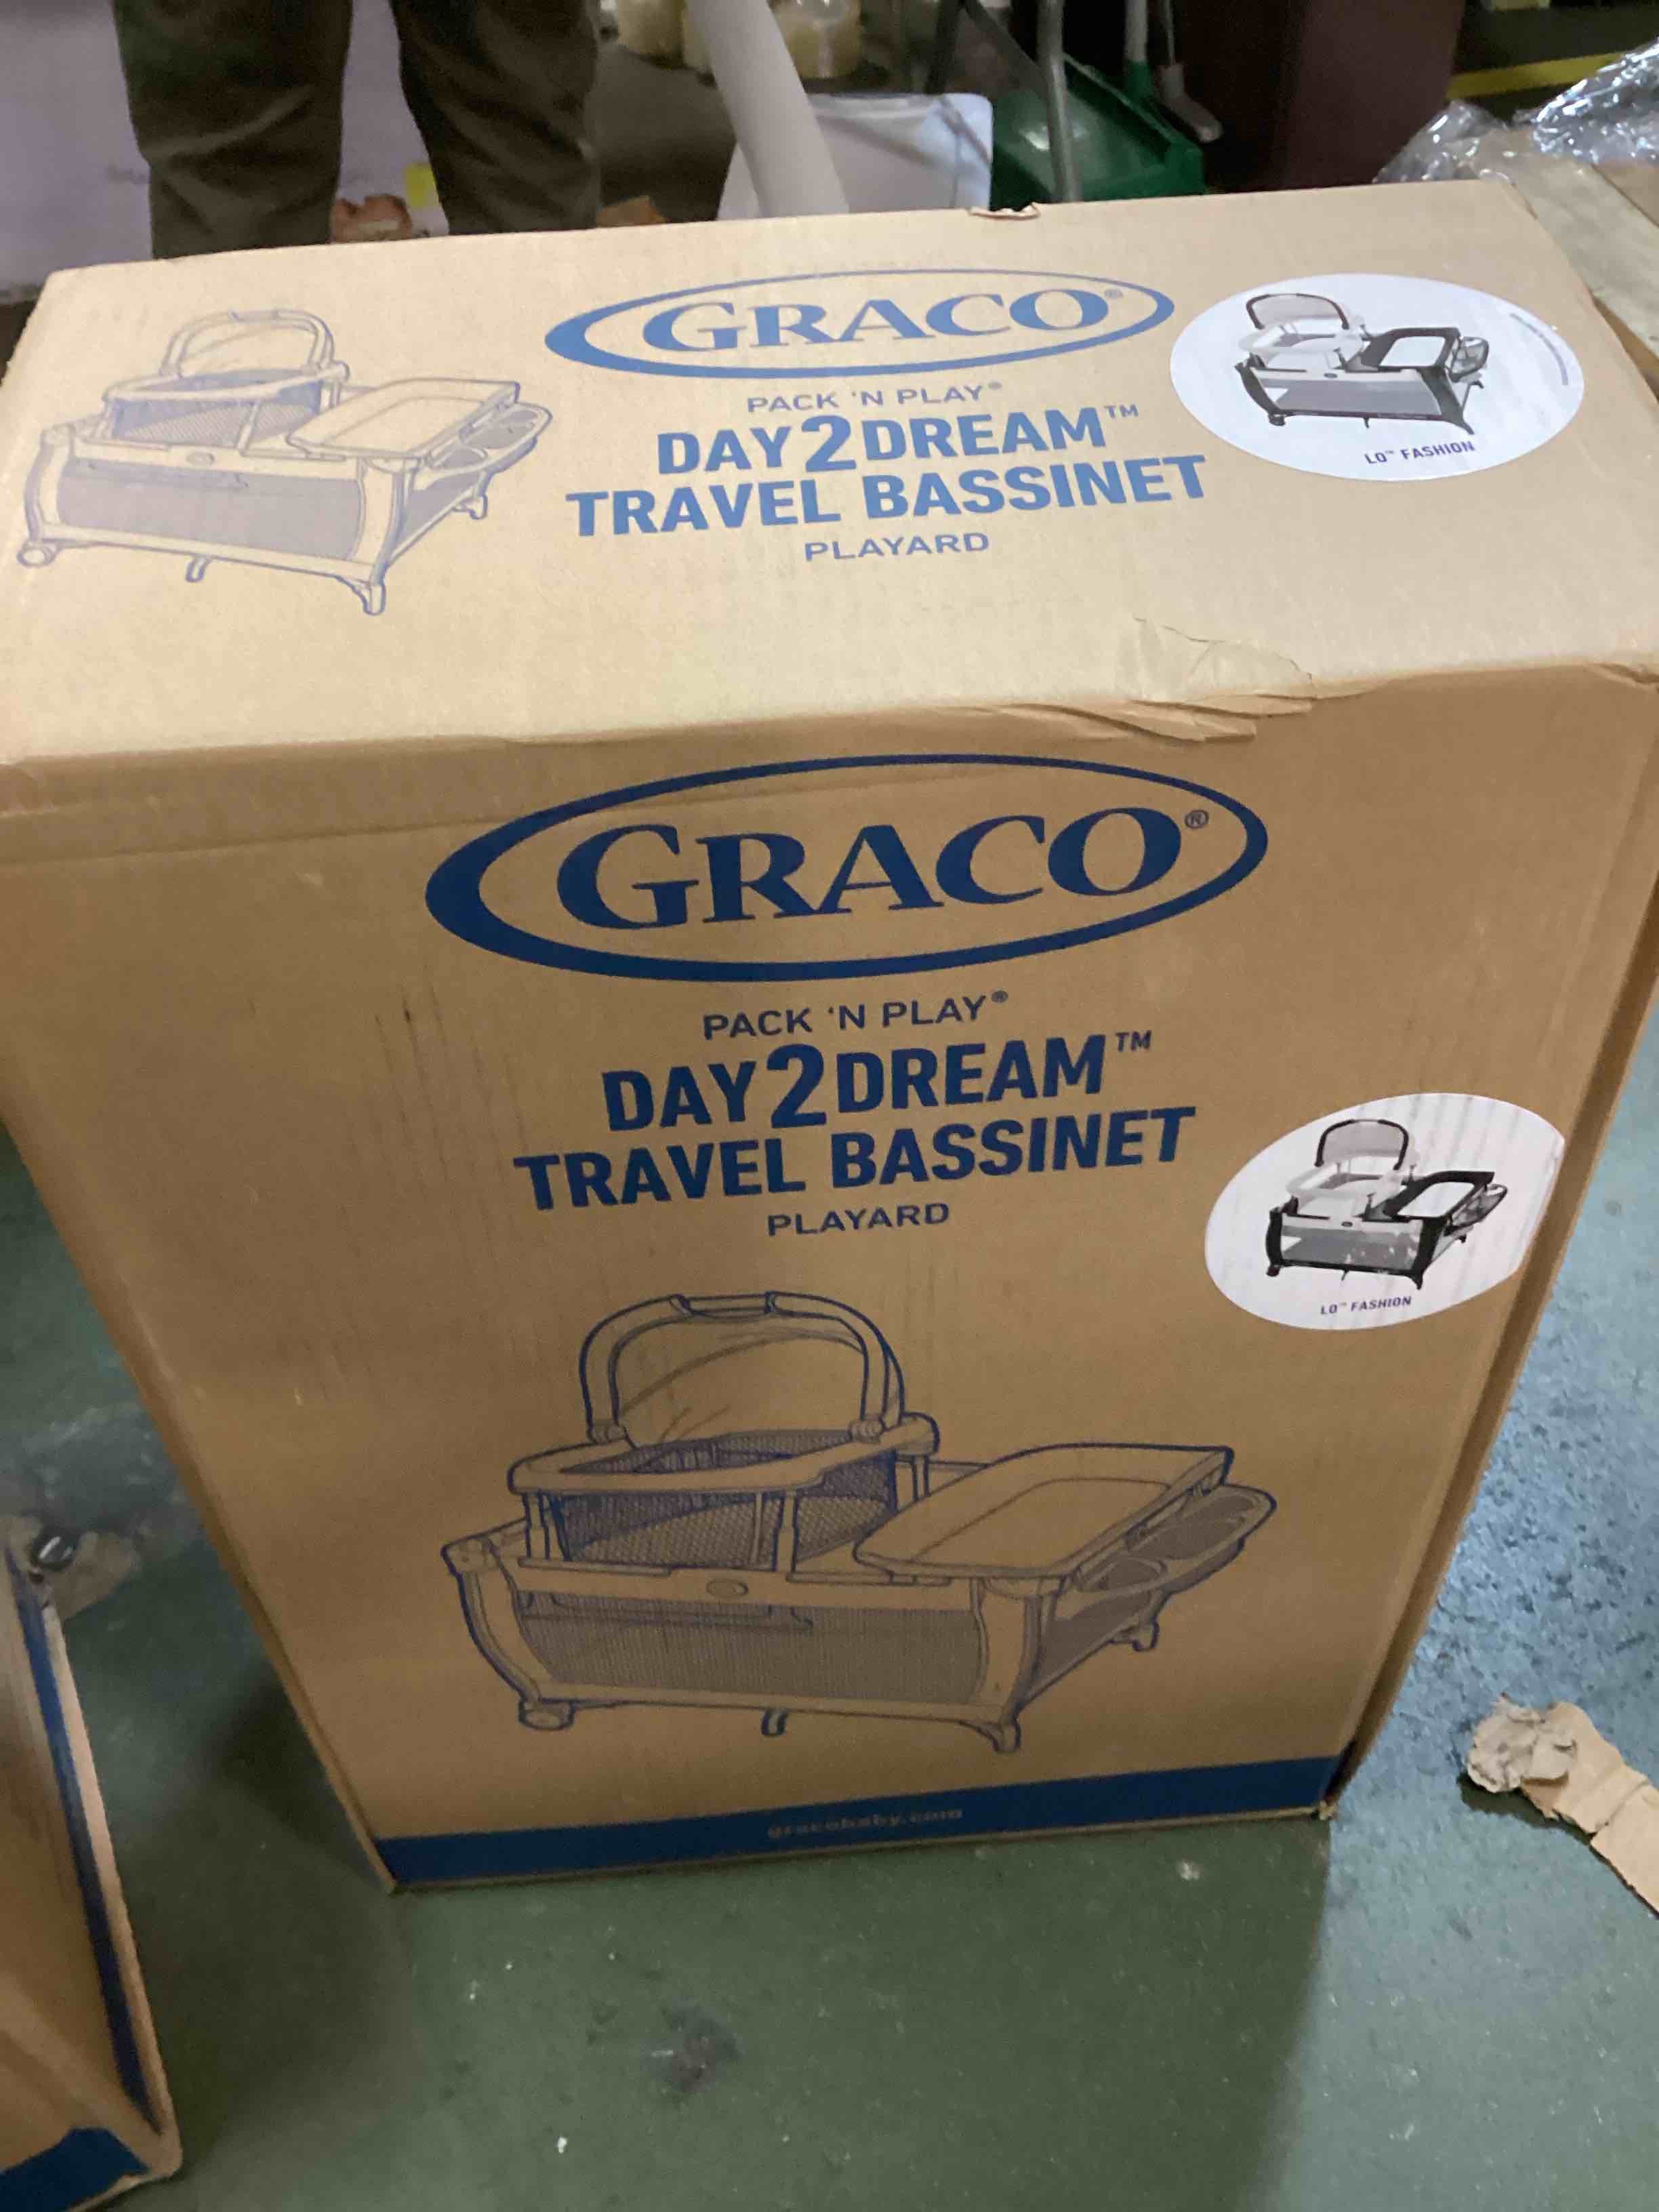 GRACO®
PACK 'N PLAY®
DAY2DREAM™
TRAVEL BASSINET
PLAYARD
LO™ FASHION
GRACO®
PACK 'N PLAY®
DAY2DREAM™
TRAVEL BASSINET
PLAYARD
LO™ FASHION
gracobaby.com